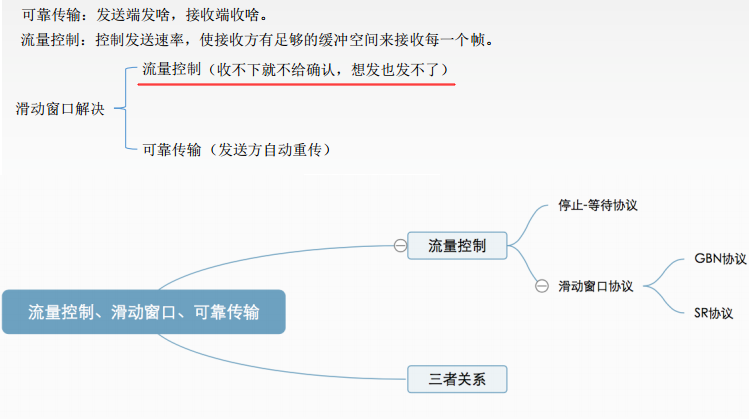 可靠传输：发送端发啥，接收端收啥。
流量控制：控制发送速率，使接收方有足够的缓冲空间来接收每一个帧。
流量控制（收不下就不给确认，想发也发不了）
滑动窗口解决
可靠传输（发送方自动重传）
停止-等待协议
流量控制
GBN协议
滑动窗口协议
SR协议
流量控制、滑动窗口、可靠传输
三者关系